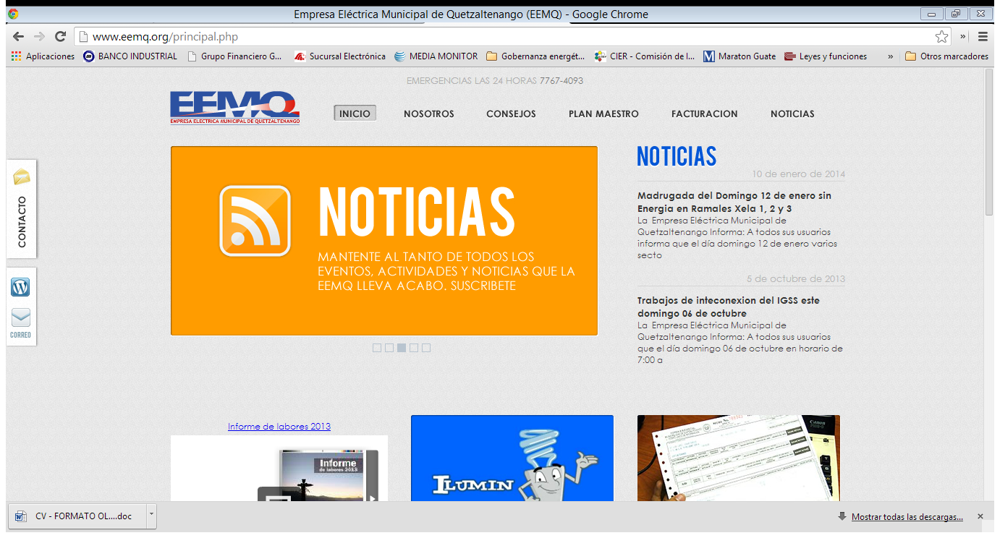 Empresa Eléctrica Municipal de Quetzaltenango (EEMQ) - Google Chrome
www.eemq.org/principal.php
Aplicaciones BANCO INDUSTRIAL Grupo Financiero G... Sucursal Electrónica MEDIA MONITOR Gobernanza energét... CIER - Comisión de l... Maraton Guate Leyes y funciones » Otros marcadores
EMERGENCIAS LAS 24 HORAS 7767-4093
EEMQ
EMPRESA ELECTRICA MUNICIPAL DE QUETZALTENANGO
INICIO NOSOTROS CONSEJOS PLAN MAESTRO FACTURACION NOTICIAS
CONTACTO
CORREO
NOTICIAS
MANTENTE AL TANTO DE TODOS LOS
EVENTOS, ACTIVIDADES Y NOTICIAS QUE LA
EEMQ LLEVA ACABO. SUSCRIBETE
NOTICIAS
10 de enero de 2014
Madrugada del Domingo 12 de enero sin
Energia en Ramales Xela 1, 2 y 3
La Empresa Eléctrica Municipal de
Quetzaltenango Informa: A todos sus usuarios
informa que el día domingo 12 de enero varios
secto
5 de octubre de 2013
Trabajos de inteconexion del IGSS este
domingo 06 de octubre
La Empresa Eléctrica Municipal de
Quetzaltenango Informa: A todos sus usuarios
que el día domingo 06 de octubre en horario de
7:00 a
Informe de labores 2013
Informe
de labores 2013
ILUMIN
Canon
CV - FORMATO OL....doc
Mostrar todas las descargas...